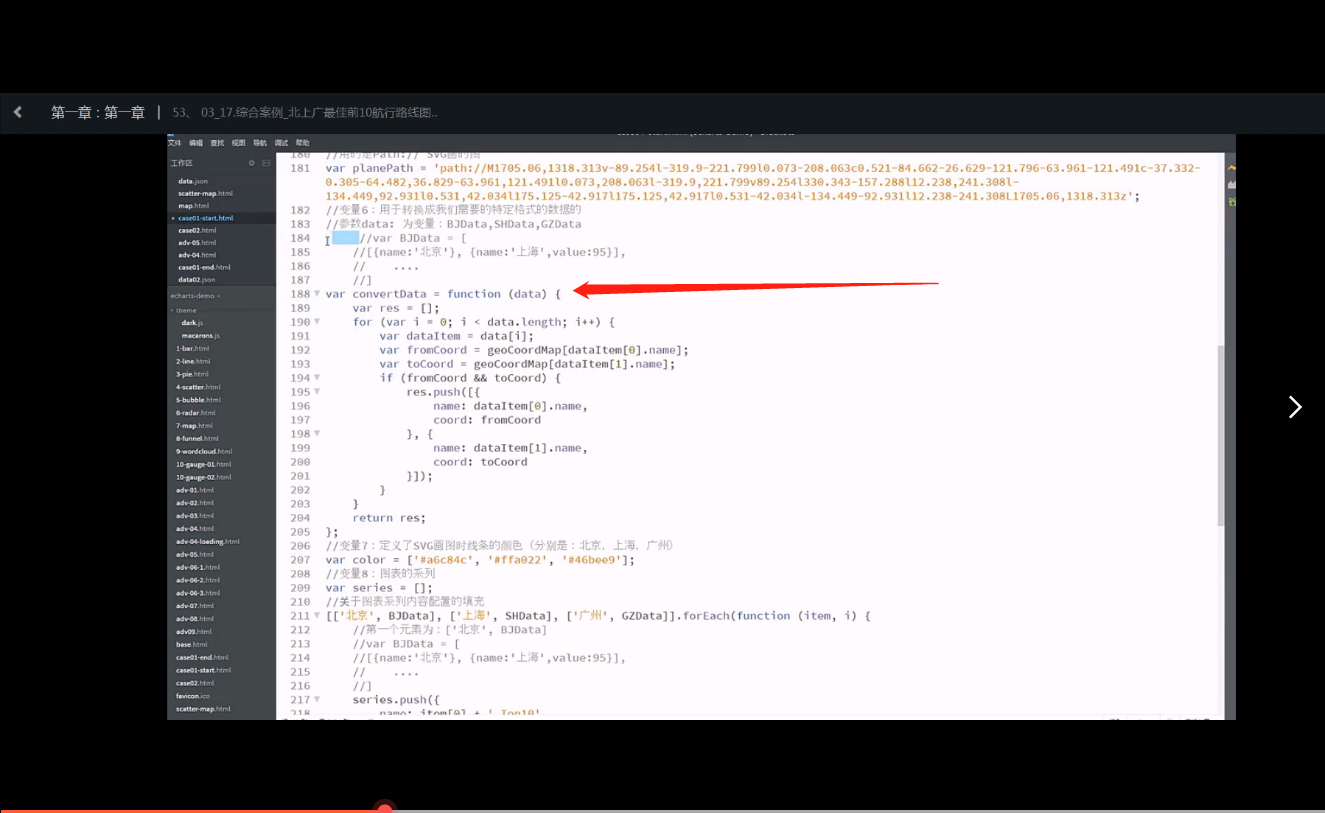 第一章：第一章 | 53、 03_17.综合案例_北上广最佳前10航行路线图..
文件 编辑 查找 视图 导航 调试 帮助
工作区
data.json
scatter-map.html
map.html
case01-start.html
case02.html
adv-05.html
adv-04.html
case01-end.html
data02.json
echarts-demo
theme
dark.js
macarons.js
1-bar.html
2-line.html
3-pie.html
4-scatter.html
5-bubble.html
6-radar.html
7-map.html
8-funnel.html
9-wordcloud.html
10-gauge-01.html
10-gauge-02.html
adv-01.html
adv-02.html
adv-03.html
adv-04.html
adv-04-loading.html
adv-05.html
adv-06-1.html
adv-06-2.html
adv-06-3.html
adv-07.html
adv-08.html
adv09.html
base.html
case01-end.html
case01-start.html
case02.html
favicon.ico
scatter-map.html
180 //用的是Path:// SVG画的图
181 var planePath = 'path://M1705.06,1318.313v-89.254l-319.9-221.799l0.073-208.063c0.521-84.662-26.629-121.796-63.961-121.491c-37.332-
0.305-64.482,36.829-63.961,121.491l0.073,208.063l-319.9,221.799v89.254l330.343-157.288l12.238,241.308l-
134.449,92.931l0.531,42.034l175.125-42.917l175.125,42.917l0.531-42.034l-134.449-92.931l12.238-241.308L1705.06,1318.313z';
182 //变量6：用于转换成我们需要的特定格式的数据的
183 //参数data: 为变量：BJData,SHData,GZData
184 //var BJData = [
185 //[{name:'北京'}, {name:'上海',value:95}],
186 // ....
187 //]
188 var convertData = function (data) {
189 var res = [];
190 for (var i = 0; i < data.length; i++) {
191 var dataItem = data[i];
192 var fromCoord = geoCoordMap[dataItem[0].name];
193 var toCoord = geoCoordMap[dataItem[1].name];
194 if (fromCoord && toCoord) {
195 res.push([{
196 name: dataItem[0].name,
197 coord: fromCoord
198 }, {
199 name: dataItem[1].name,
200 coord: toCoord
201 }]);
202 }
203 }
204 return res;
205 };
206 //变量7：定义了SVG画图时线条的颜色（分别是：北京、上海、广州）
207 var color = ['#a6c84c', '#ffa022', '#46bee9'];
208 //变量8：图表的系列
209 var series = [];
210 //关于图表系列内容配置的填充
211 [['北京', BJData], ['上海', SHData], ['广州', GZData]].forEach(function (item, i) {
212 //第一个元素为：['北京', BJData]
213 //var BJData = [
214 //[{name:'北京'}, {name:'上海',value:95}],
215 // ....
216 //]
217 series.push({
218 name: item[0] + ' Top10'